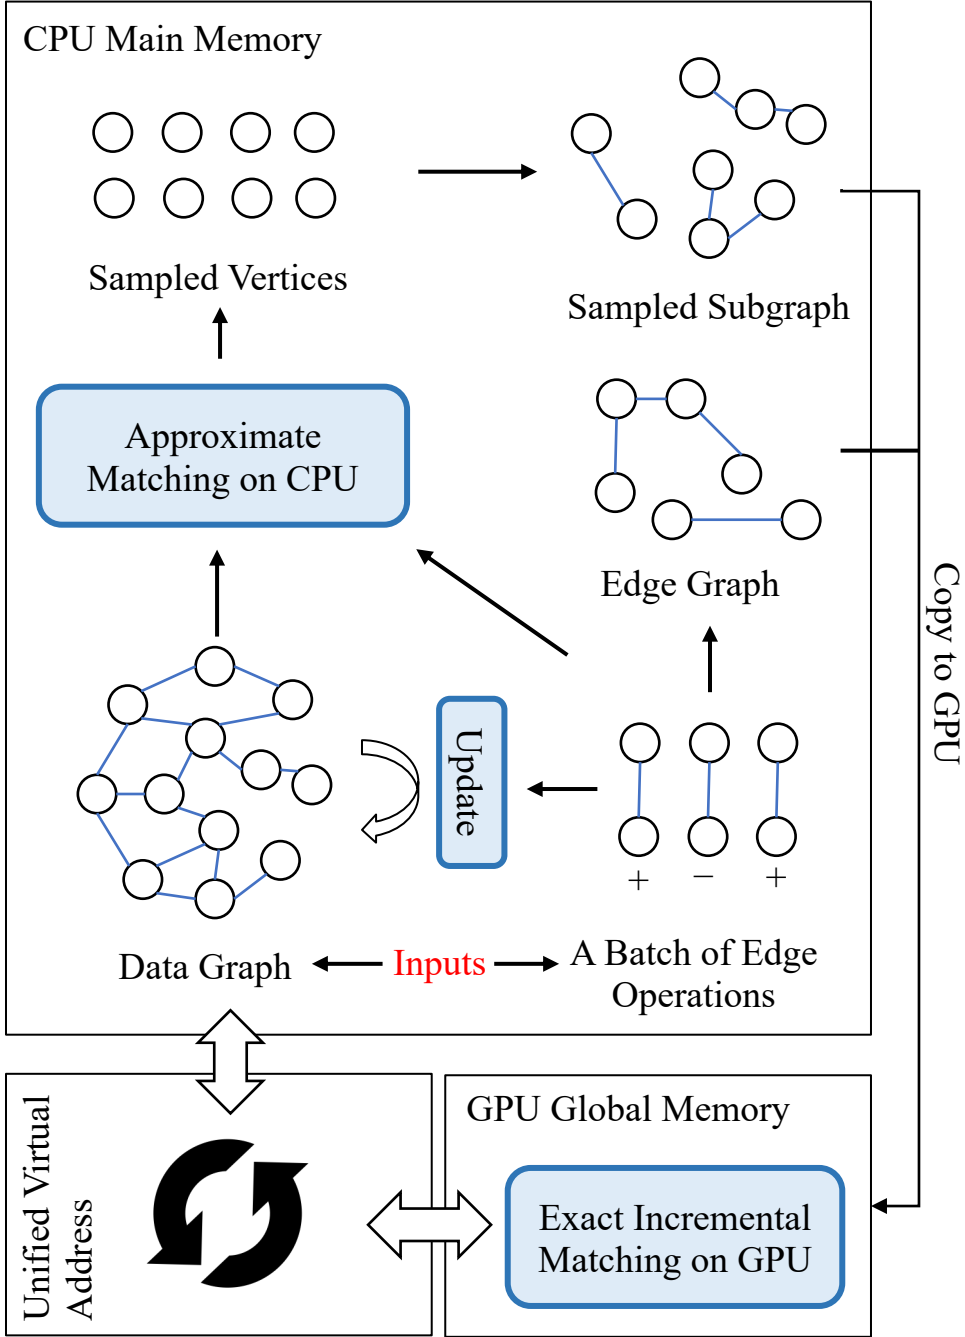 CPU Main Memory
Sampled Vertices
Sampled Subgraph
Approximate
Matching on CPU
Edge Graph
Copy to GPU
Update
+ − +
Data Graph
Inputs
A Batch of Edge
Operations
Unified Virtual
Address
GPU Global Memory
Exact Incremental
Matching on GPU